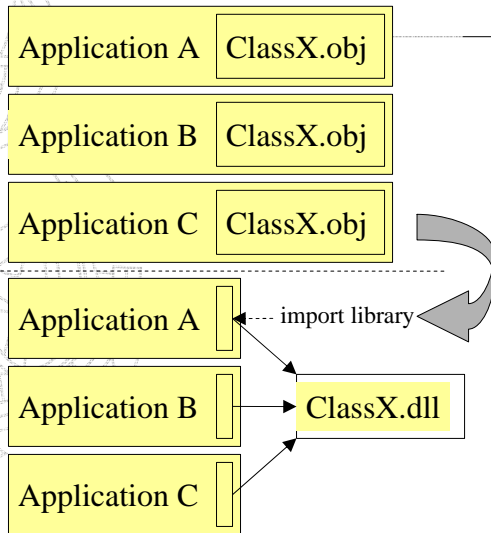 Application A ClassX.obj
Application B ClassX.obj
Application C ClassX.obj
Application A
import library
Application B
ClassX.dll
Application C